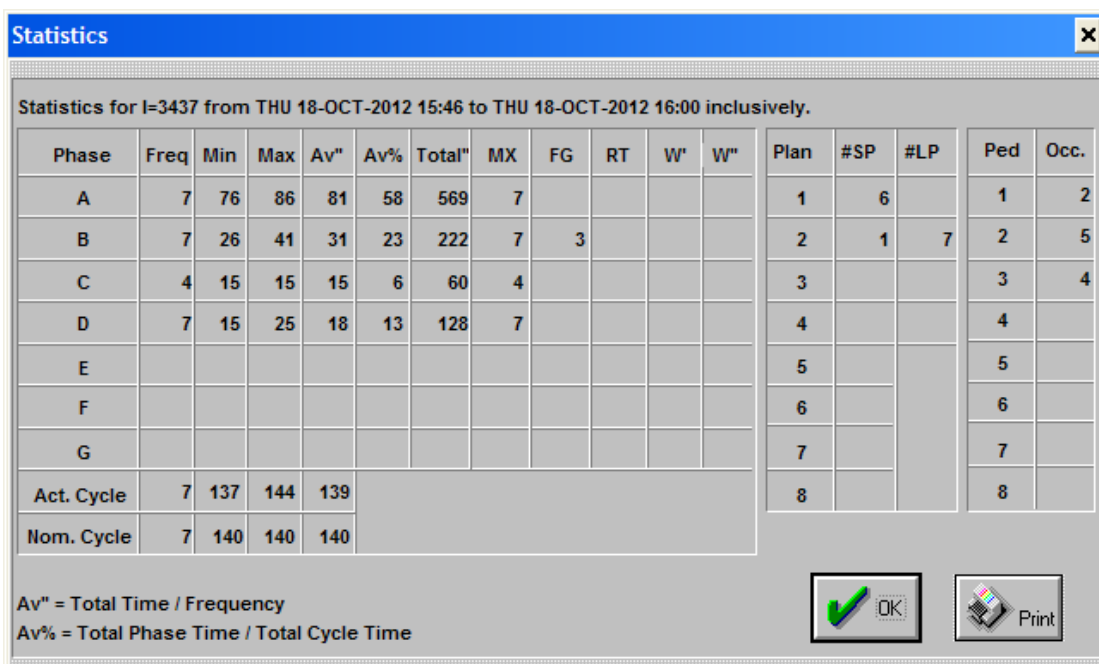 Statistics
Statistics for I=3437 from THU 18-OCT-2012 15:46 to THU 18-OCT-2012 16:00 inclusively.
Phase Freq Min Max Av" Av% Total" MX FG RT W' W" Plan #SP #LP Ped Occ.
A 7 76 86 81 58 569 7 1 6 1 2
B 7 26 41 31 23 222 7 3 2 1 7 2 5
C 4 15 15 15 6 60 4 3 3 4
D 7 15 25 18 13 128 7 4 4
E 5 5
F 6 6
G 7 7
Act. Cycle 7 137 144 139 8 8
Nom. Cycle 7 140 140 140
Av" = Total Time / Frequency
Av% = Total Phase Time / Total Cycle Time
OK Print